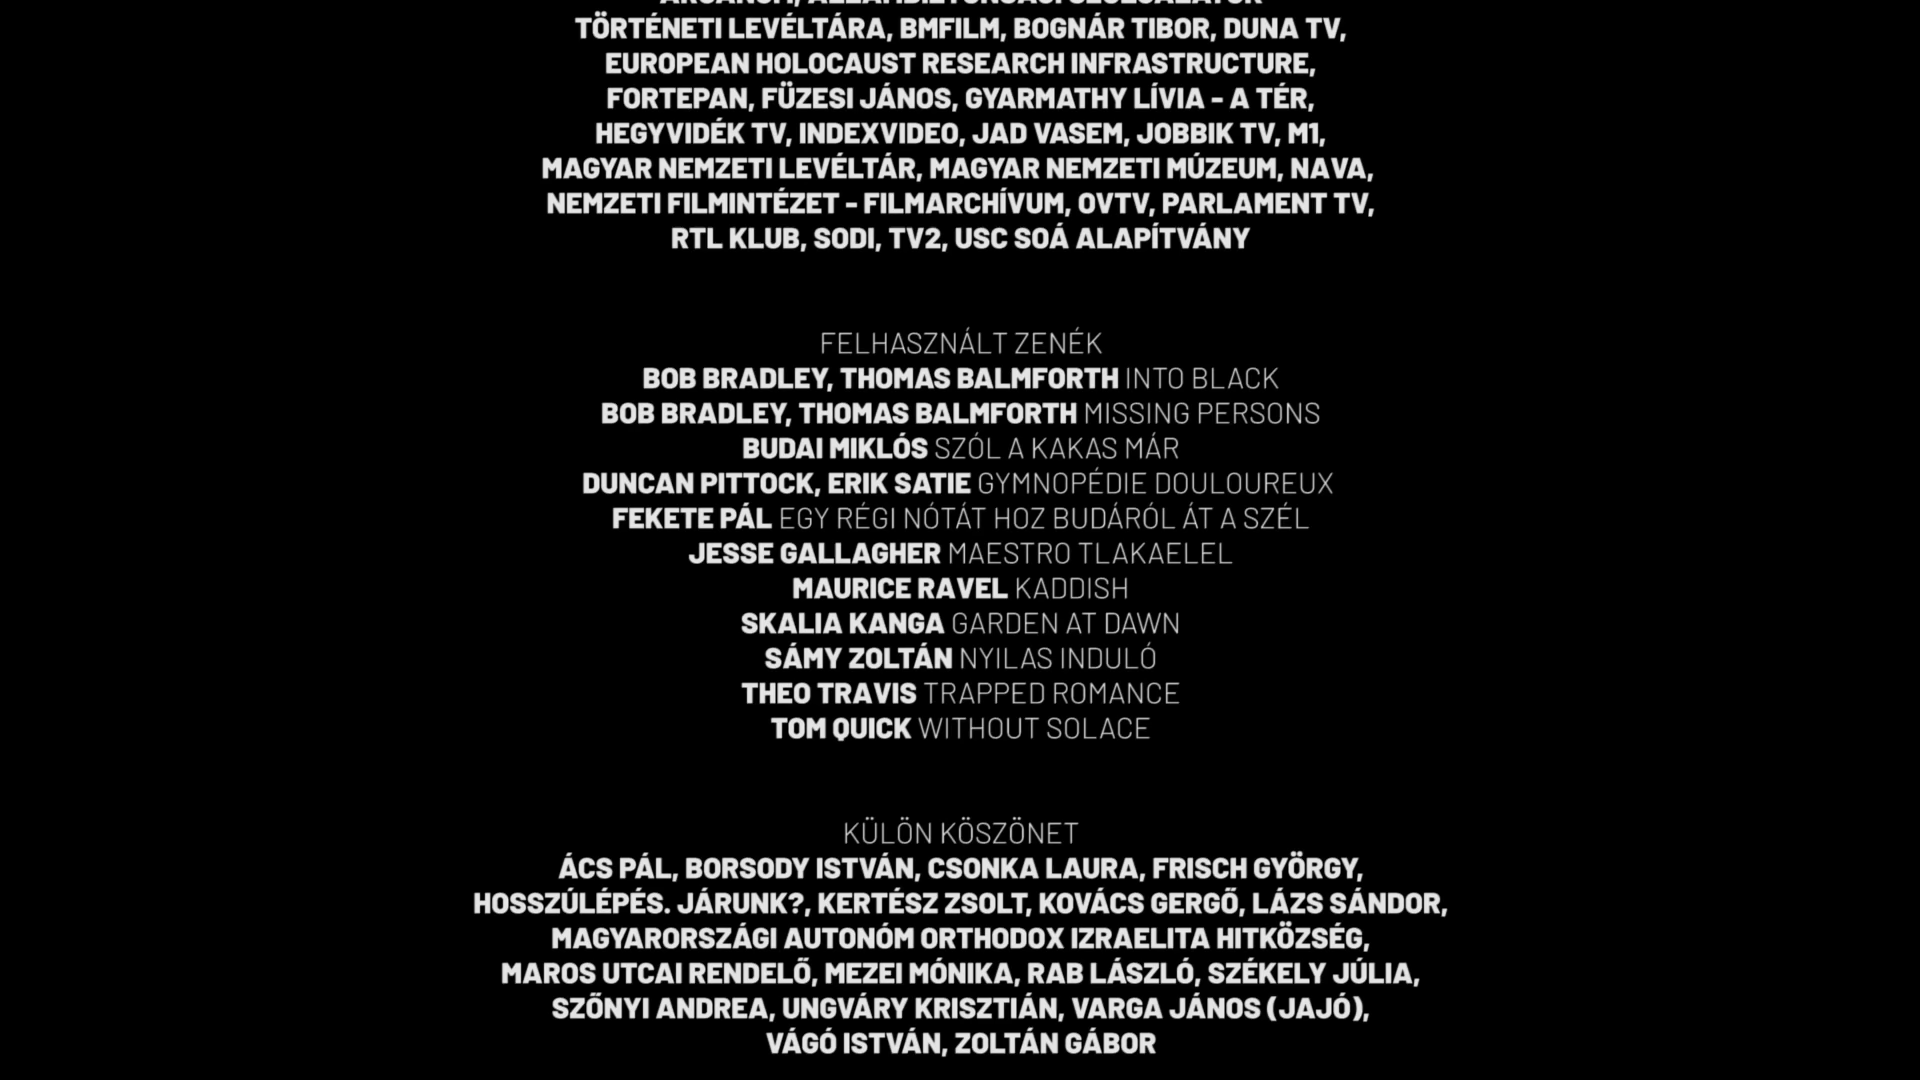 TÖRTÉNETI LEVÉLTÁRA, BMFILM, BOGNÁR TIBOR, DUNA TV,
EUROPEAN HOLOCAUST RESEARCH INFRASTRUCTURE,
FORTEPAN, FÜZESI JÁNOS, GYARMATHY LÍVIA - A TÉR,
HEGYVIDÉK TV, INDEXVIDEO, JAD VASEM, JOBBIK TV, M1,
MAGYAR NEMZETI LEVÉLTÁR, MAGYAR NEMZETI MÚZEUM, NAVA,
NEMZETI FILMINTÉZET - FILMARCHÍVUM, OVTV, PARLAMENT TV,
RTL KLUB, SODI, TV2, USC SOÁ ALAPÍTVÁNY
FELHASZNÁLT ZENÉK
BOB BRADLEY, THOMAS BALMFORTH INTO BLACK
BOB BRADLEY, THOMAS BALMFORTH MISSING PERSONS
BUDAI MIKLÓS SZÓL A KAKAS MÁR
DUNCAN PITTOCK, ERIK SATIE GYMNOPÉDIE DOULOUREUX
FEKETE PÁL EGY RÉGI NÓTÁT HOZ BUDÁRÓL ÁT A SZÉL
JESSE GALLAGHER MAESTRO TLAKAELEL
MAURICE RAVEL KADDISH
SKALIA KANGA GARDEN AT DAWN
SÁMY ZOLTÁN NYILAS INDULÓ
THEO TRAVIS TRAPPED ROMANCE
TOM QUICK WITHOUT SOLACE
KÜLÖN KÖSZÖNET
ÁCS PÁL, BORSODY ISTVÁN, CSONKA LAURA, FRISCH GYÖRGY,
HOSSZÚLÉPÉS. JÁRUNK?, KERTÉSZ ZSOLT, KOVÁCS GERGŐ, LÁZS SÁNDOR,
MAGYARORSZÁGI AUTONÓM ORTHODOX IZRAELITA HITKÖZSÉG,
MAROS UTCAI RENDELŐ, MEZEI MÓNIKA, RAB LÁSZLÓ, SZÉKELY JÚLIA,
SZŐNYI ANDREA, UNGVÁRY KRISZTIÁN, VARGA JÁNOS (JAJÓ),
VÁGÓ ISTVÁN, ZOLTÁN GÁBOR